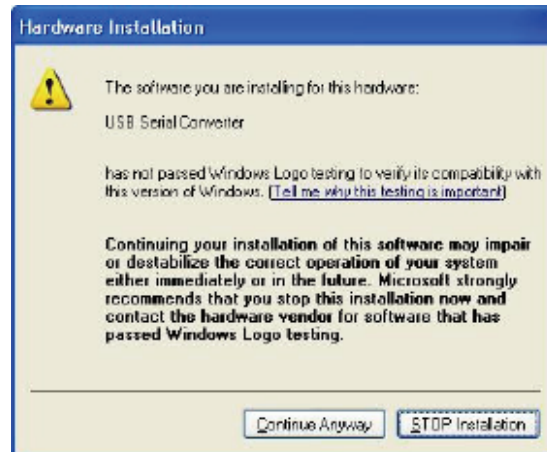 Hardware Installation
The software you are installing for this hardware:
USB Serial Converter
has not passed Windows Logo testing to verify its compatibility with
this version of Windows. (Tell me why this testing is important)
Continuing your installation of this software may impair
or destabilize the correct operation of your system
either immediately or in the future. Microsoft strongly
recommends that you stop this installation now and
contact the hardware vendor for software that has
passed Windows Logo testing.
Continue Anyway
STOP Installation